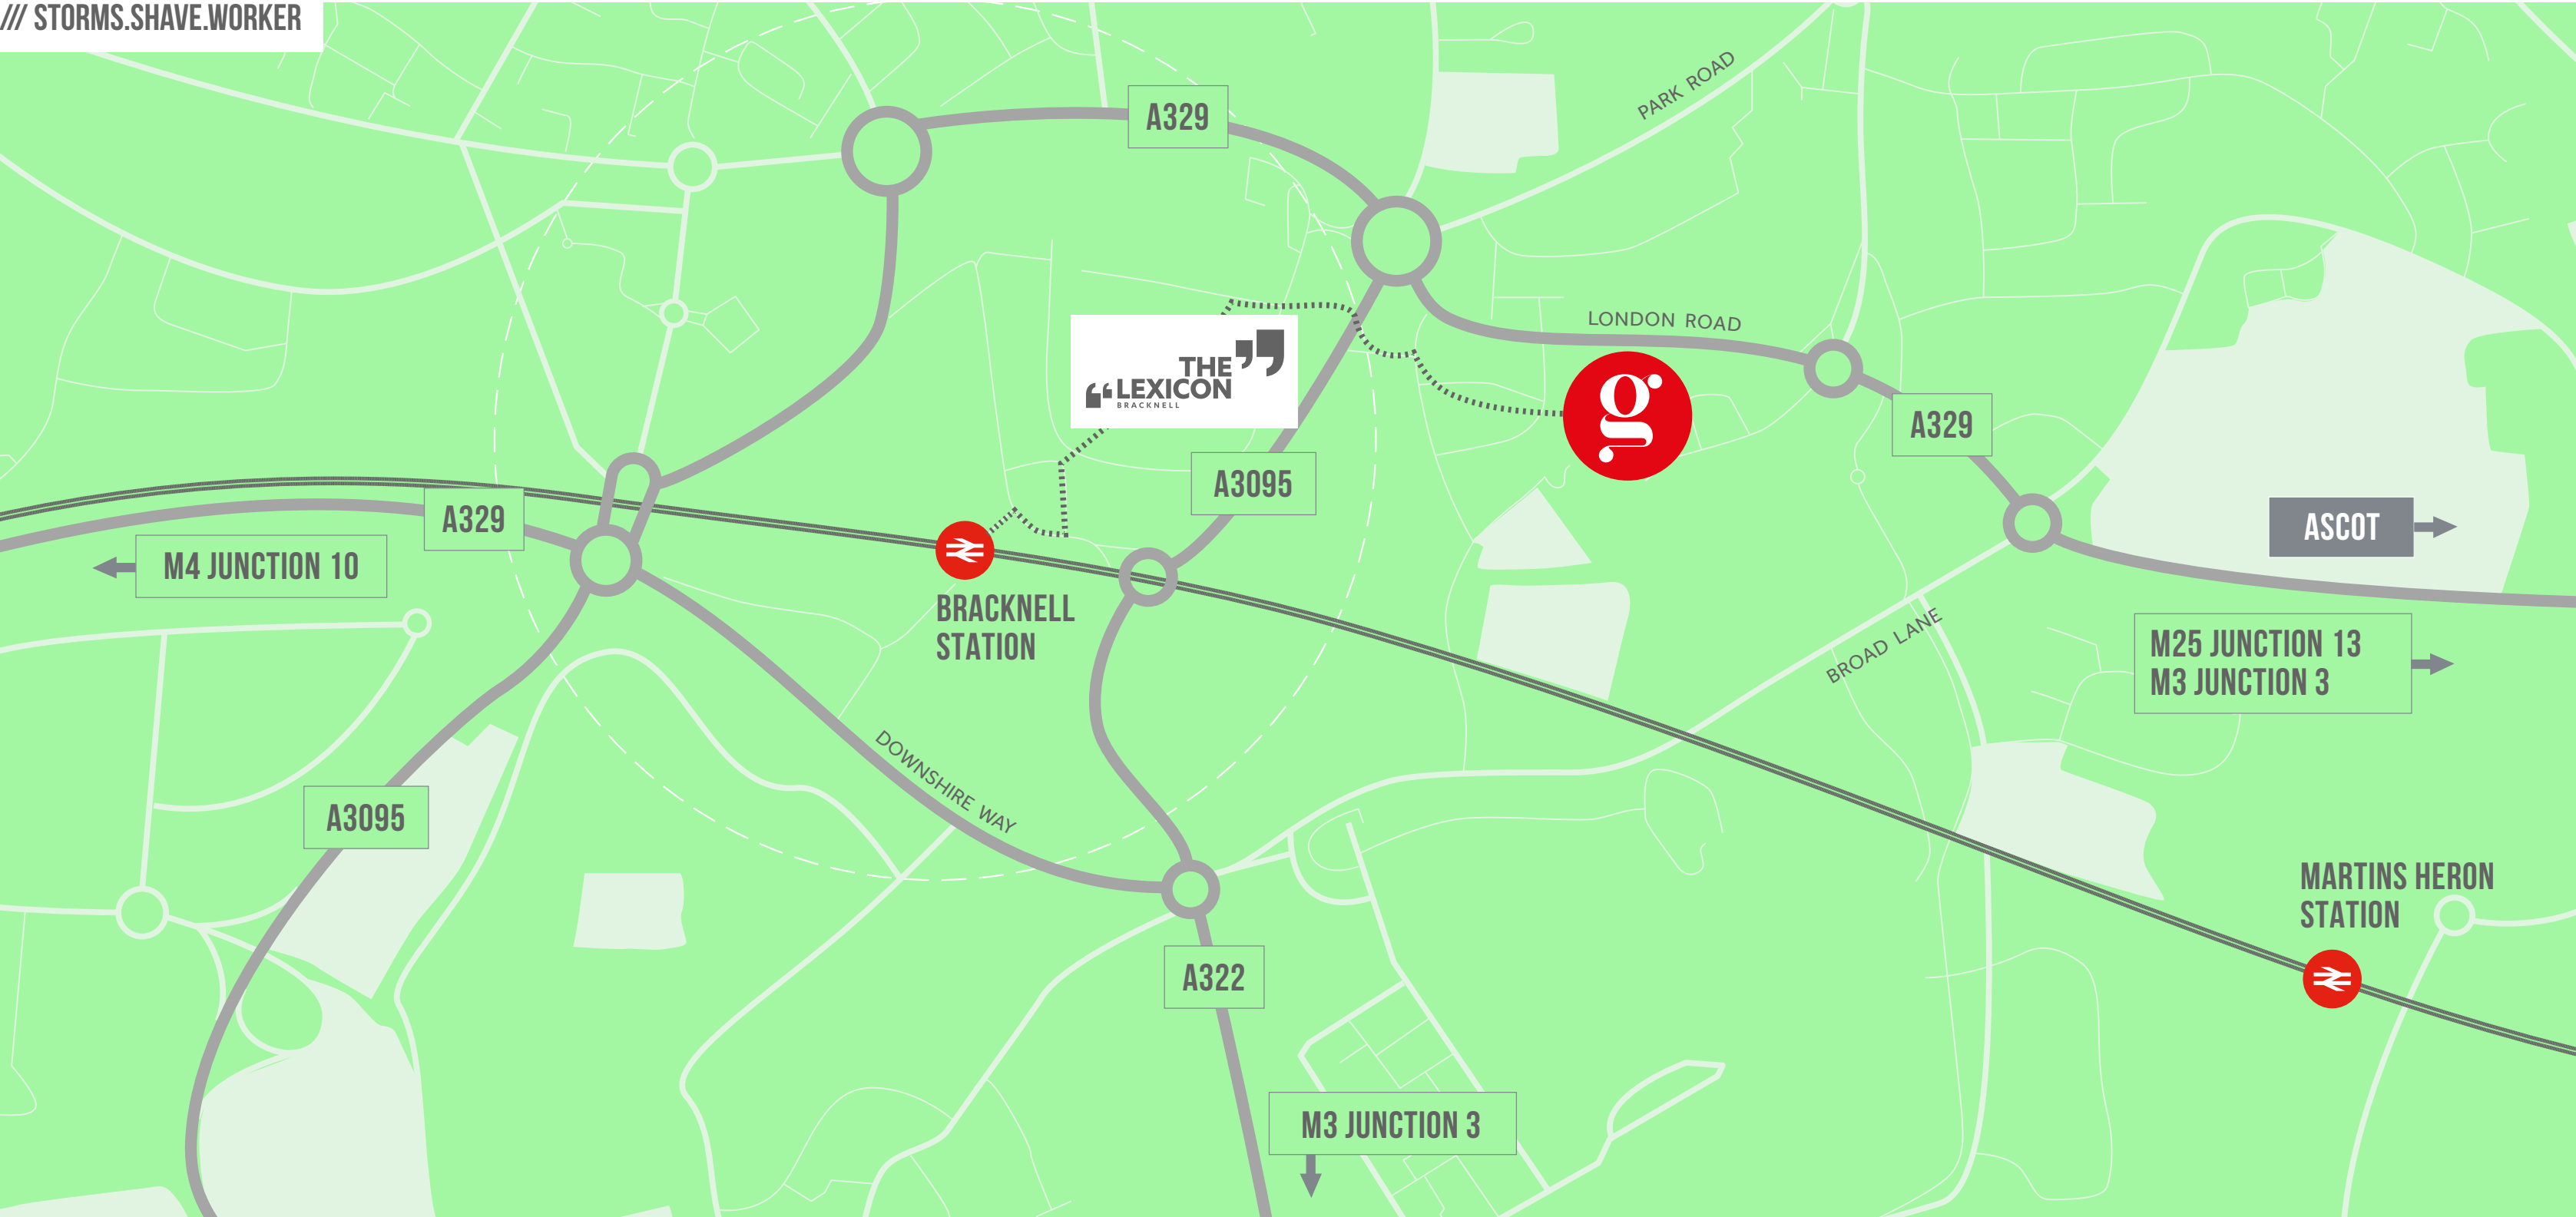 /// STORMS.SHAVE.WORKER
A329
PARK ROAD
LONDON ROAD
THE
LEXICON
BRACKNELL
g
A329
A3095
A329
M4 JUNCTION 10
ASCOT
BRACKNELL
STATION
BROAD LANE
M25 JUNCTION 13
M3 JUNCTION 3
DOWNSHIRE WAY
A3095
MARTINS HERON
STATION
A322
M3 JUNCTION 3